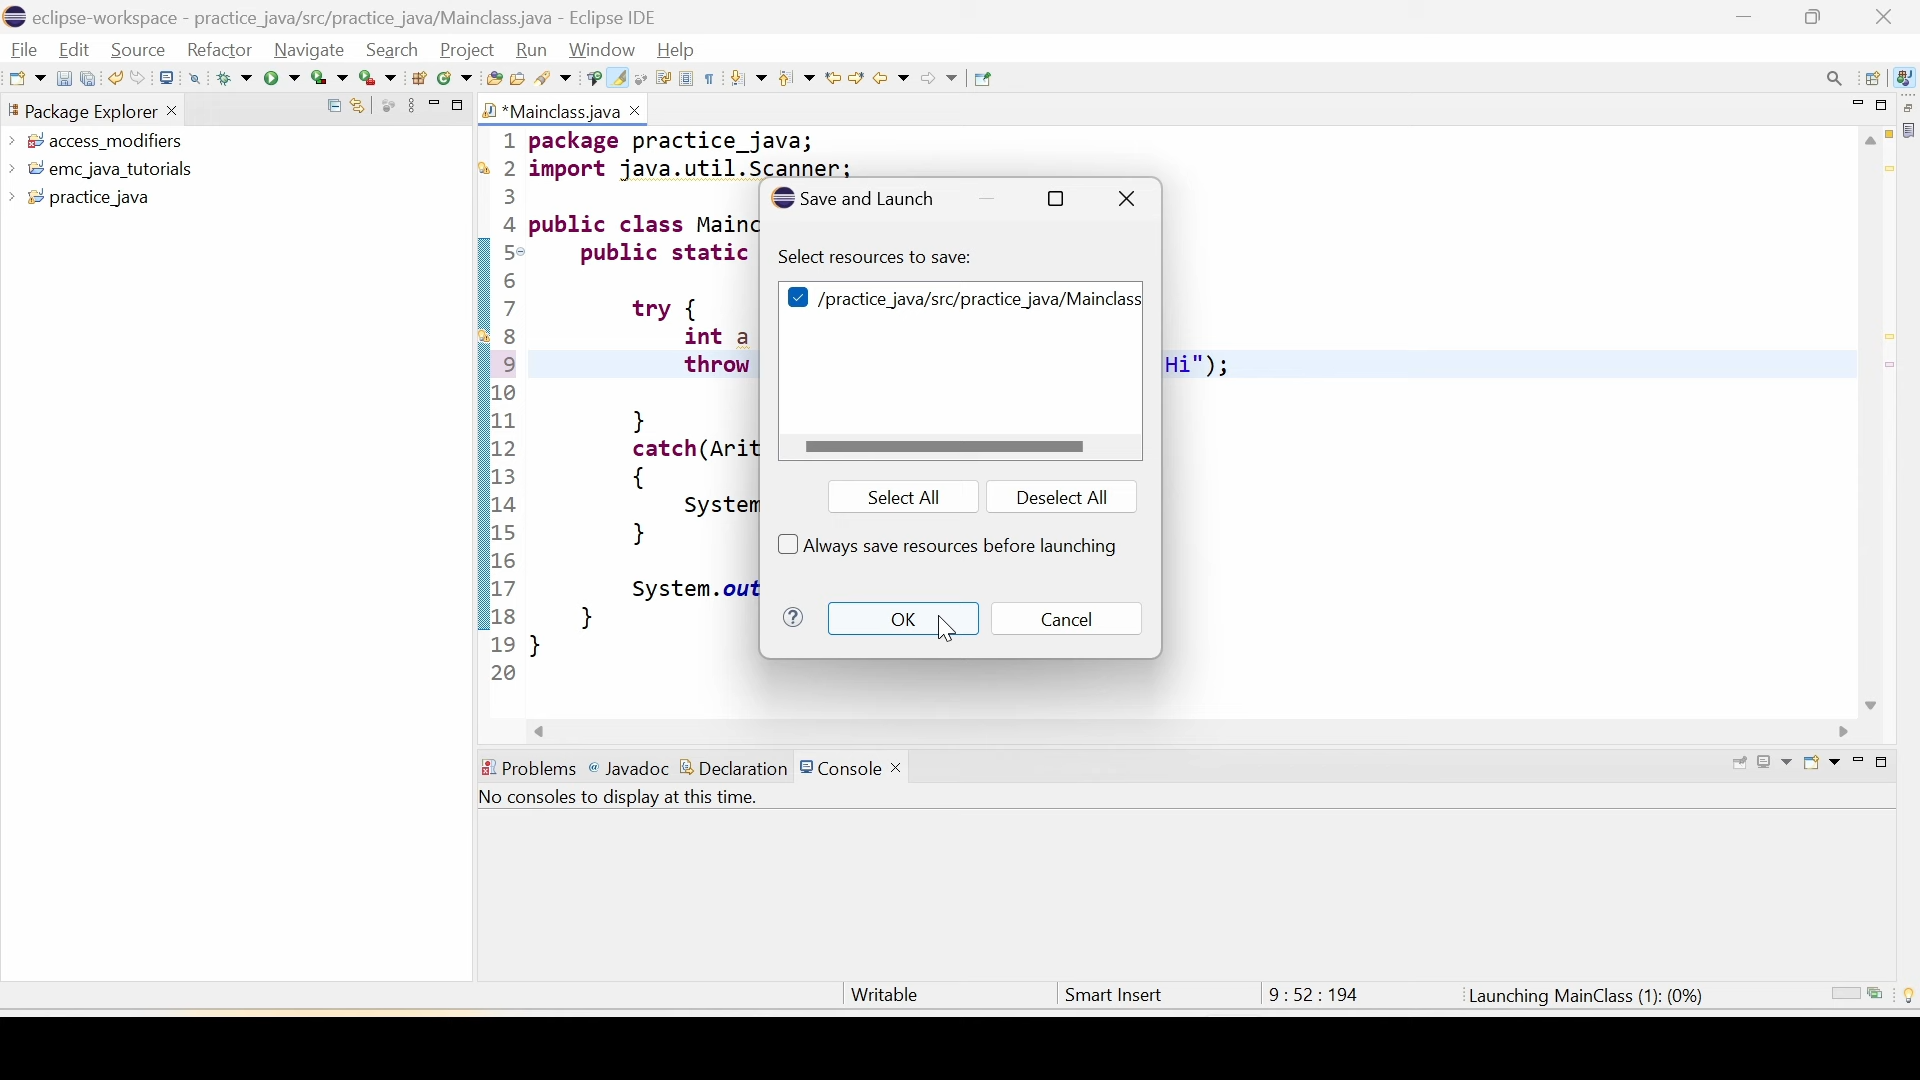 eclipse-workspace - practice_java/src/practice_java/Mainclass.java - Eclipse IDE
File Edit Source Refactor Navigate Search Project Run Window Help
Package Explorer
access_modifiers
emc_java_tutorials
practice_java
*Mainclass.java
1 package practice_java;
2 import java.util.Scanner;
3
4 public class Mainc
5 public static
6
7 try {
8 int a
9 throw Hi");
10
11 }
12 catch(Arit
13 {
14 System
15 }
16
17 System.out
18 }
19 }
20
Save and Launch
Select resources to save:
/practice_java/src/practice_java/Mainclass
Select All Deselect All
Always save resources before launching
OK Cancel
Problems Javadoc Declaration Console
No consoles to display at this time.
Writable Smart Insert 9 : 52 : 194 Launching MainClass (1): (0%)